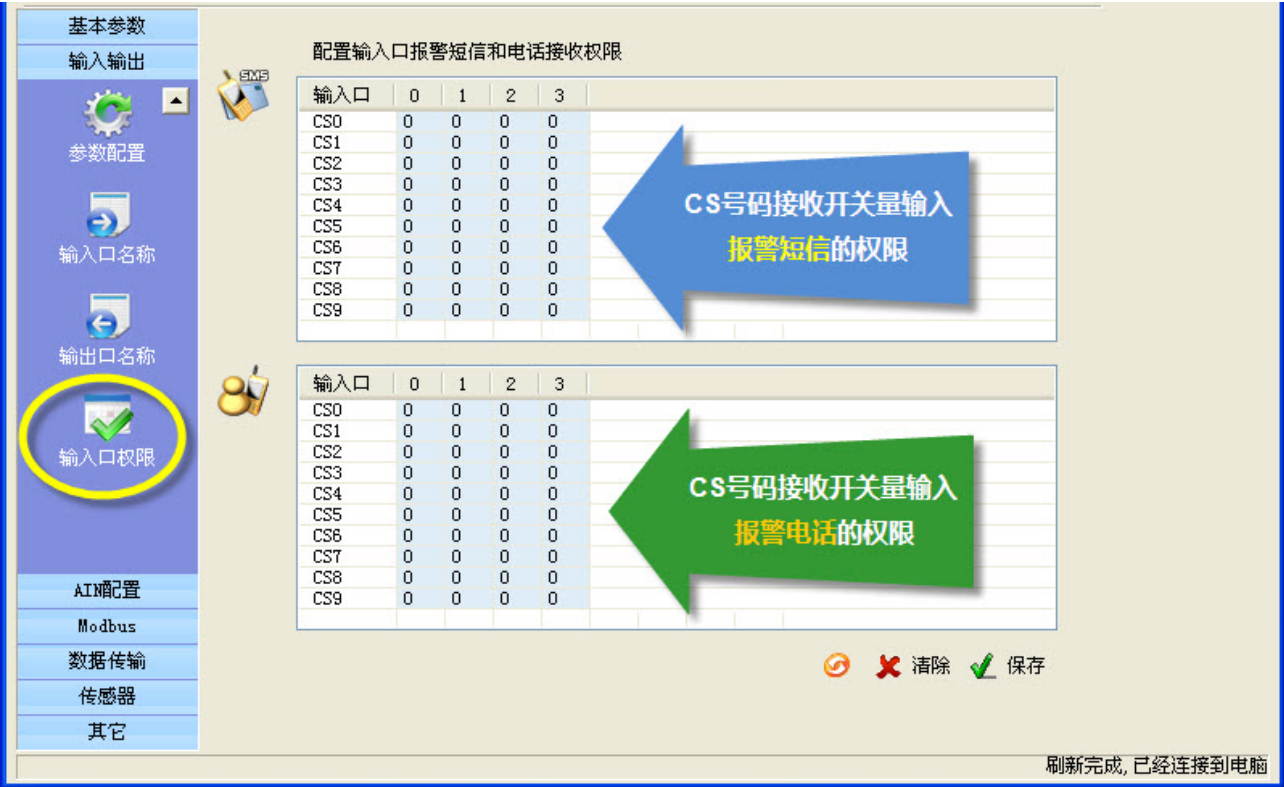 基本参数
输入输出
参数配置
输入口名称
输出口名称
输入口权限
AIN配置
Modbus
数据传输
传感器
其它
配置输入口报警短信和电话接收权限
SMS
输入口 0 1 2 3
CS0 0 0 0 0
CS1 0 0 0 0
CS2 0 0 0 0
CS3 0 0 0 0
CS4 0 0 0 0
CS5 0 0 0 0
CS6 0 0 0 0
CS7 0 0 0 0
CS8 0 0 0 0
CS9 0 0 0 0
CS号码接收开关量输入
报警短信的权限
输入口 0 1 2 3
CS0 0 0 0 0
CS1 0 0 0 0
CS2 0 0 0 0
CS3 0 0 0 0
CS4 0 0 0 0
CS5 0 0 0 0
CS6 0 0 0 0
CS7 0 0 0 0
CS8 0 0 0 0
CS9 0 0 0 0
CS号码接收开关量输入
报警电话的权限
清除 保存
刷新完成, 已经连接到电脑